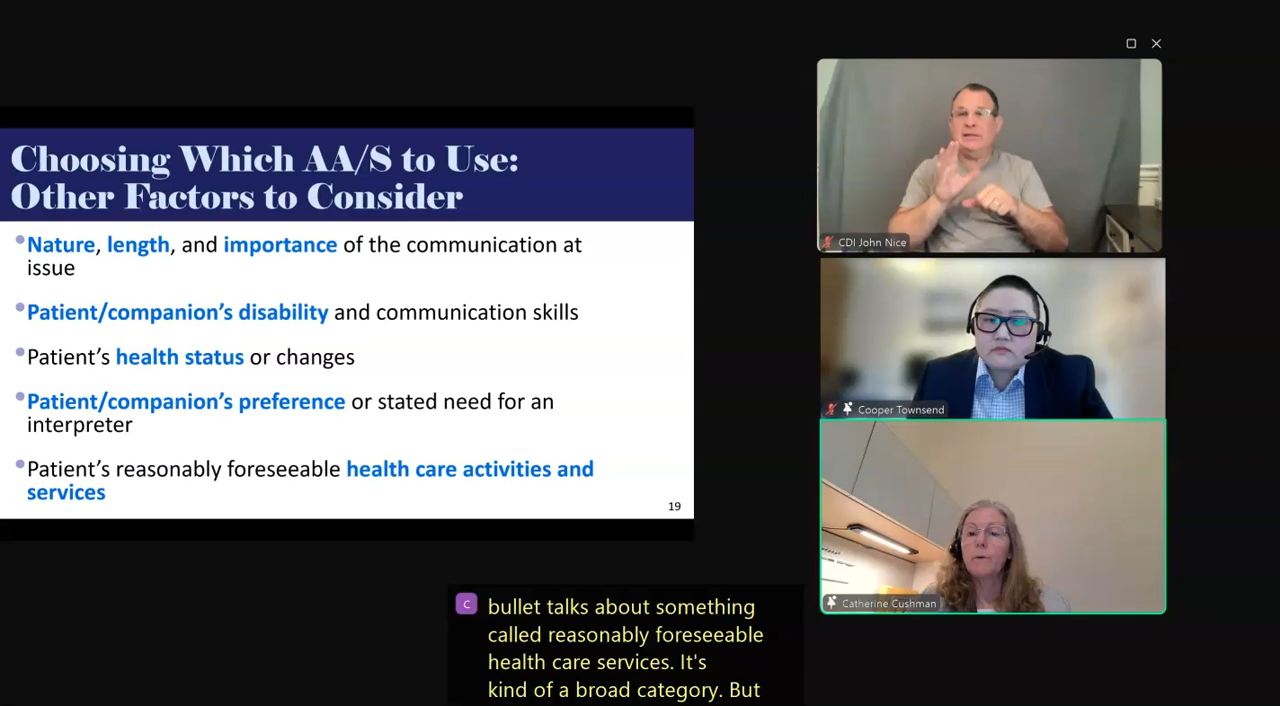 Choosing Which AA/S to Use:
Other Factors to Consider
•Nature, length, and importance of the communication at
issue
•Patient/companion’s disability and communication skills
•Patient’s health status or changes
•Patient/companion’s preference or stated need for an
interpreter
•Patient’s reasonably foreseeable health care activities and
services
19
CDI John Nice
Cooper Townsend
Catherine Cushman
C
bullet talks about something
called reasonably foreseeable
health care services. It's
kind of a broad category. But